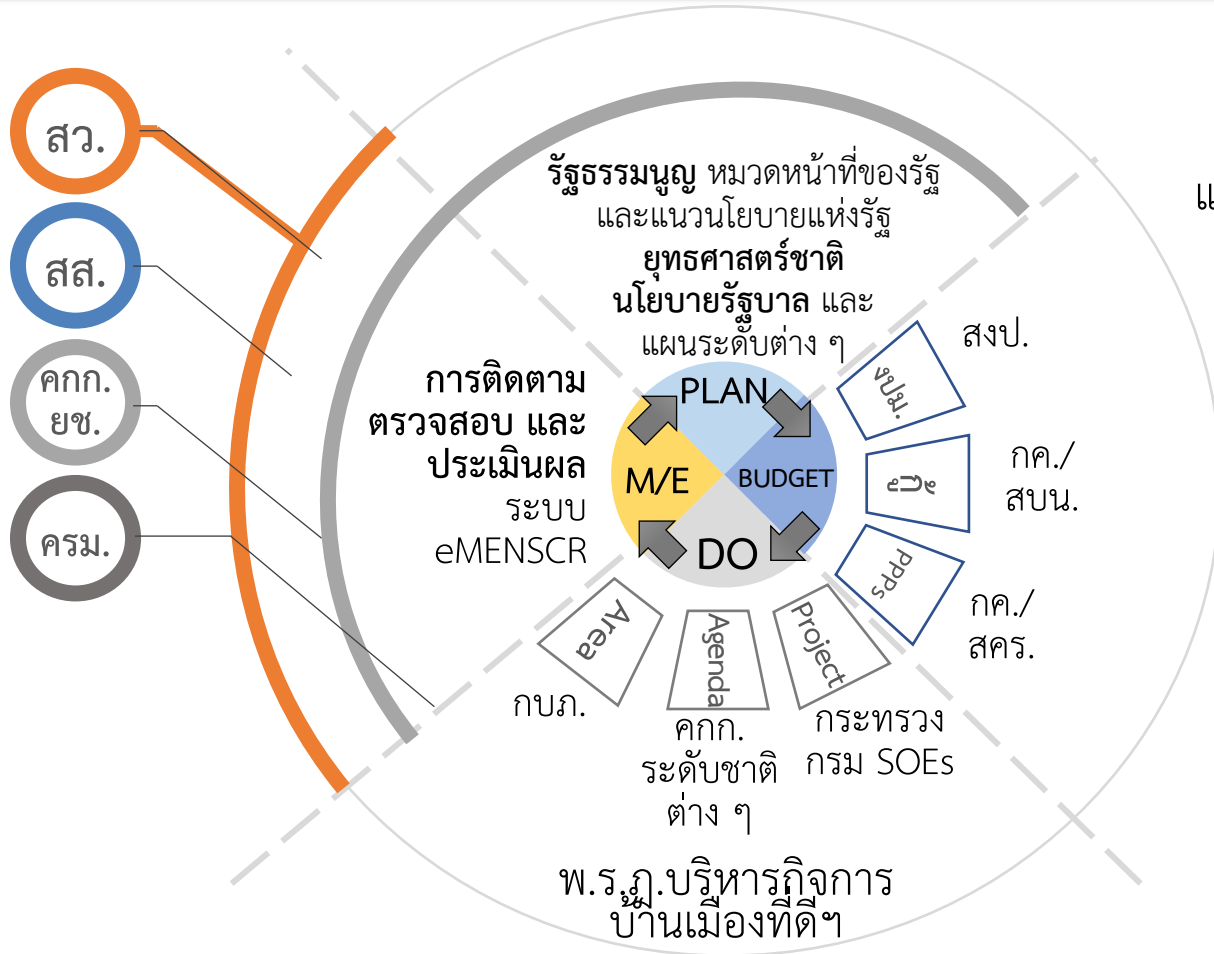 สว.
สส.
คกก.
ยช.
ครม.
รัฐธรรมนูญ หมวดหน้าที่ของรัฐ
และแนวนโยบายแห่งรัฐ
ยุทธศาสตร์ชาติ
นโยบายรัฐบาล และ
แผนระดับต่าง ๆ
การติดตาม
ตรวจสอบ และ
ประเมินผล
ระบบ
eMENSCR
PLAN
M/E
BUDGET
DO
งปม.
สงป.
กค./
สบน.
PPPs
กค./
สคร.
Area
กบภ.
Agenda
คกก.
ระดับชาติ
ต่าง ๆ
Project
กระทรวง
กรม SOEs
พ.ร.ฎ.บริหารกิจการ
บ้านเมืองที่ดีฯ